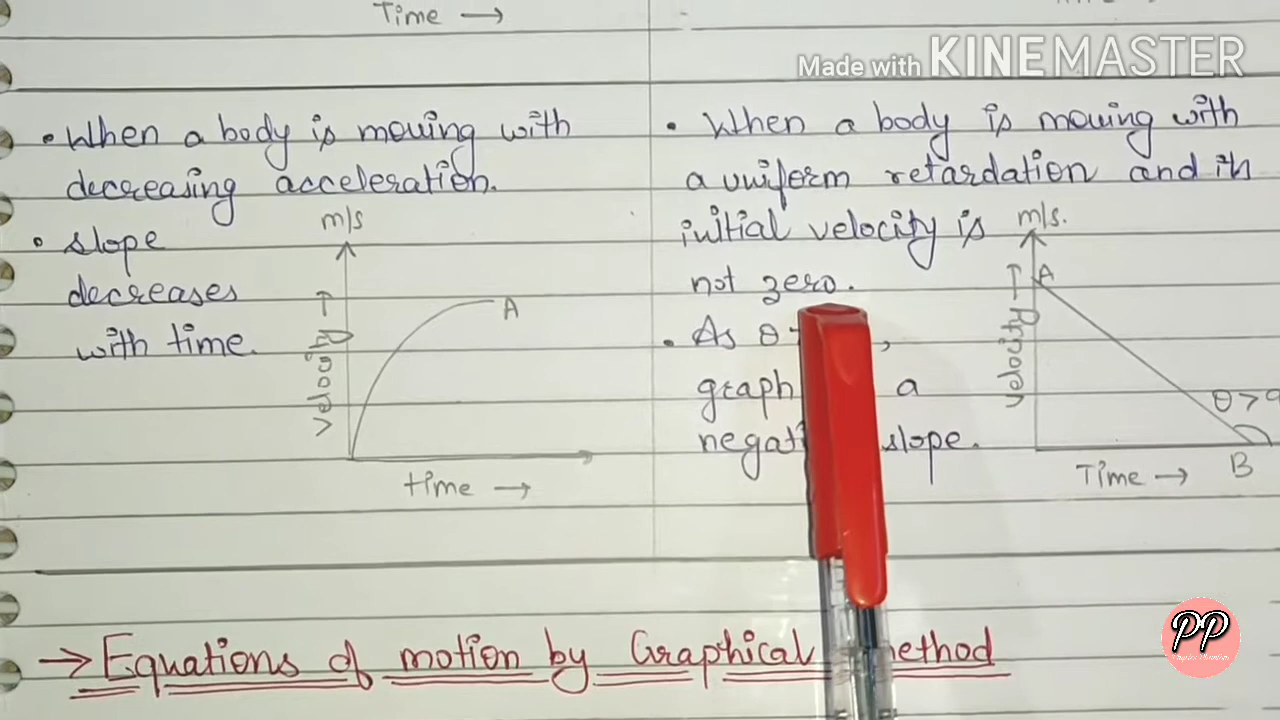 Time →
Made with KINEMASTER
• When a body is moving with
decreasing acceleration.
• slope
decreases
with time.
m/s
velocity →
A
time →
• When a body is moving with
a uniform retardation and its
initial velocity is
not zero.
• As θ
graph a
negati slope.
m/s.
velocity →
A
θ > 9
B
Time →
→ Equations of motion by Graphical method
PP